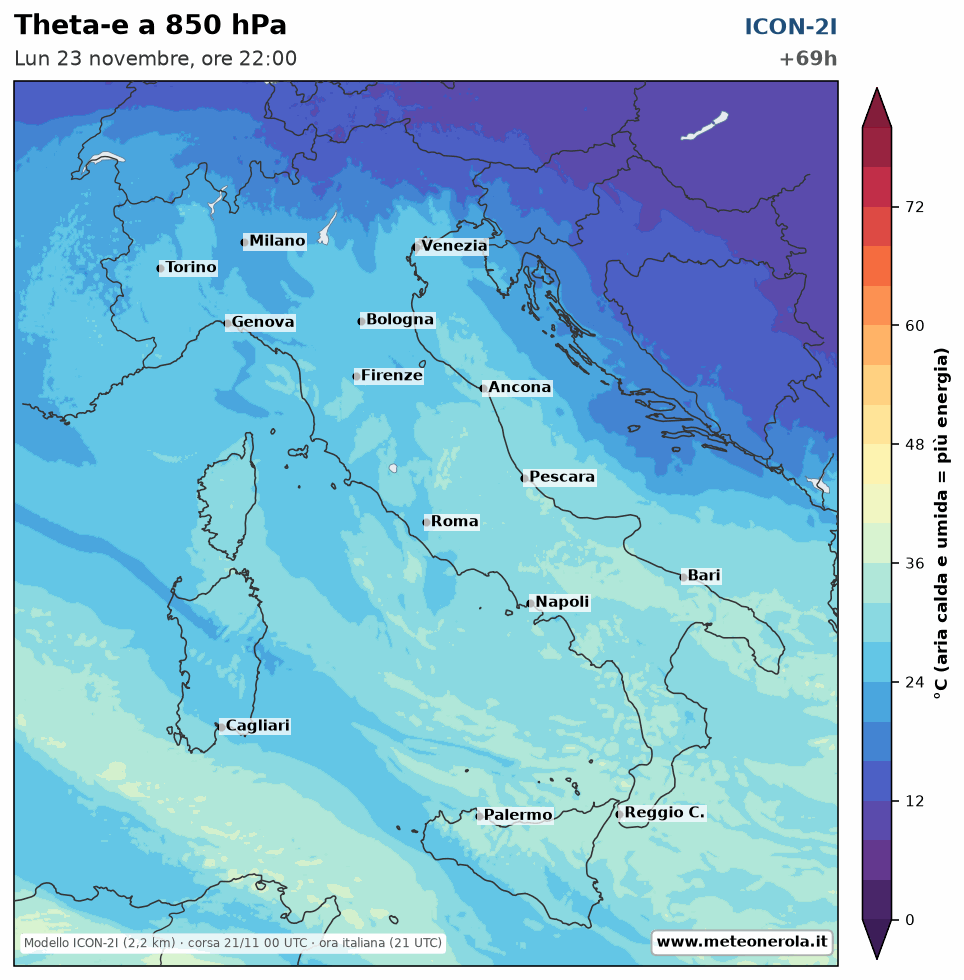 Theta-e a 850 hPa
ICON-2I
Lun 23 novembre, ore 22:00
+69h
Milano
Venezia
Torino
Genova
Bologna
Firenze
Ancona
Pescara
Roma
Bari
Napoli
Cagliari
Palermo
Reggio C.
72
60
48
36
24
12
0
°C (aria calda e umida = più energia)
Modello ICON-2I (2,2 km) · corsa 21/11 00 UTC · ora italiana (21 UTC)
www.meteonerola.it